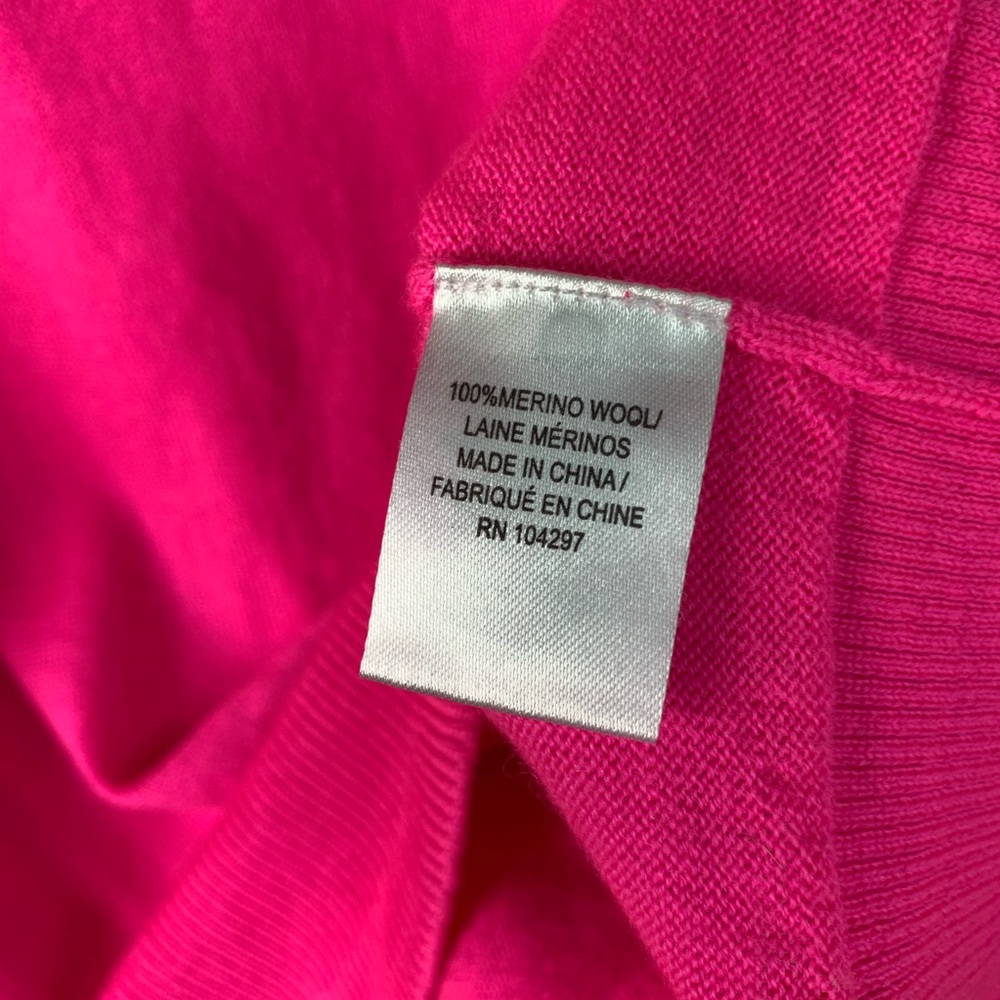 100%MERINO WOOL/
LAINE MÉRINOS
MADE IN CHINA/
FABRIQUÉ EN CHINE
RN 104297